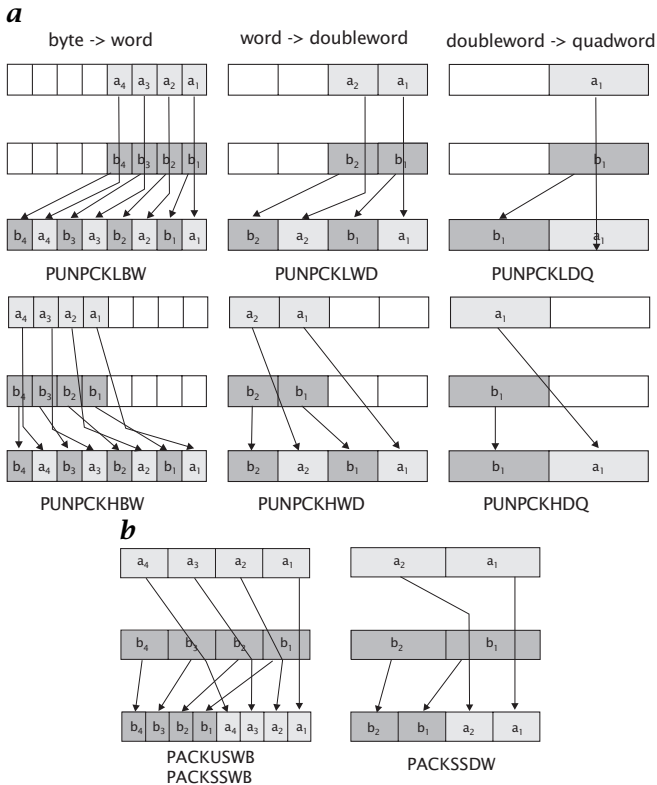 a
byte -> word word -> doubleword doubleword -> quadword
a₄ a₃ a₂ a₁ a₂ a₁ a₁
b₄ b₃ b₂ b₁ b₂ b₁ b₁
b₄ a₄ b₃ a₃ b₂ a₂ b₁ a₁ b₂ a₂ b₁ a₁ b₁ a₁
PUNPCKLBW PUNPCKLWD PUNPCKLDQ
a₄ a₃ a₂ a₁ a₂ a₁ a₁
b₄ b₃ b₂ b₁ b₂ b₁ b₁
b₄ a₄ b₃ a₃ b₂ a₂ b₁ a₁ b₂ a₂ b₁ a₁ b₁ a₁
PUNPCKHBW PUNPCKHWD PUNPCKHDQ
b
a₄ a₃ a₂ a₁ a₂ a₁
b₄ b₃ b₂ b₁ b₂ b₁
b₄ b₃ b₂ b₁ a₄ a₃ a₂ a₁ b₂ b₁ a₂ a₁
PACKUSWB PACKSSDW
PACKSSWB